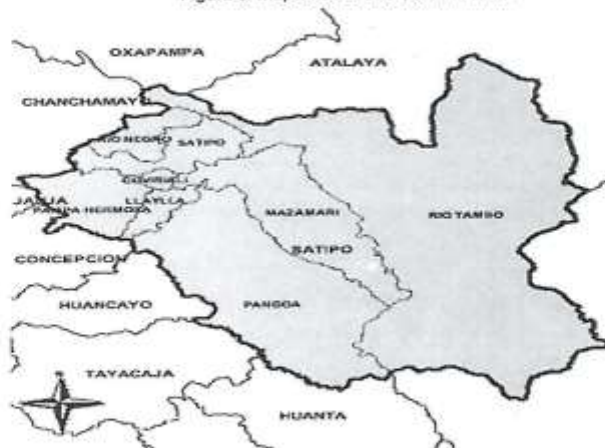 OXAPAMPA
ATALAYA
CHANCHAMAYO
RIO NEGRO
SATIPO
COVIRIALI
JAUJA
LLAYLLA
PAMPA HERMOSA
MAZAMARI
RIO TAMBO
SATIPO
CONCEPCION
HUANCAYO
PANGOA
TAYACAJA
HUANTA